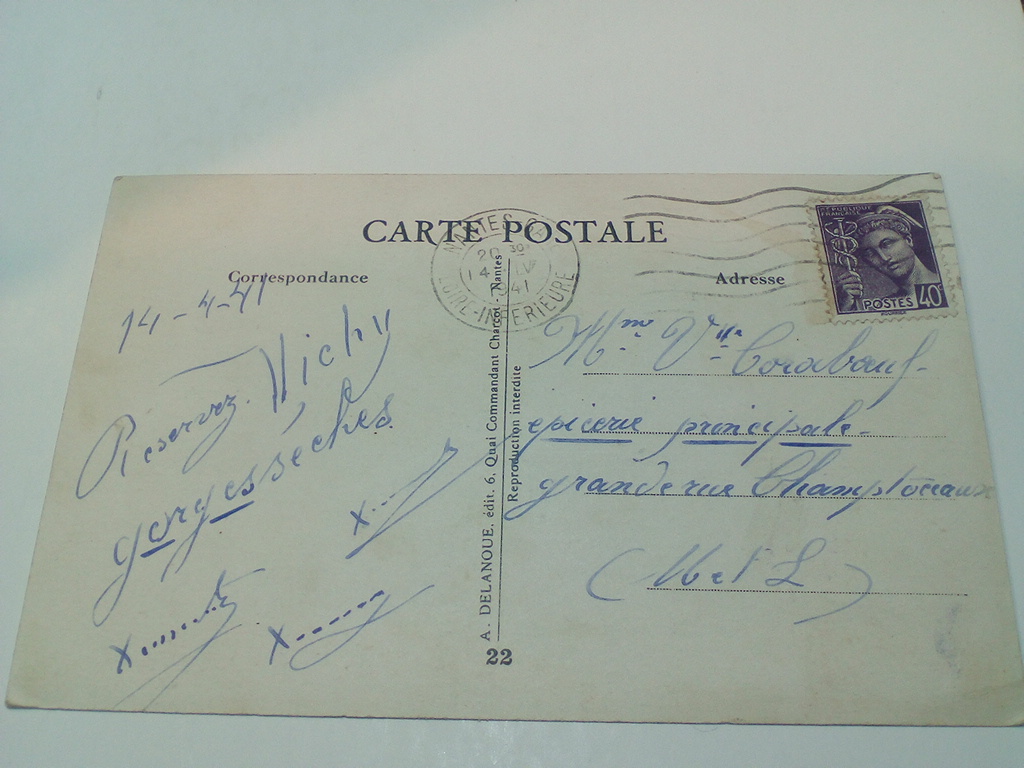 CARTE POSTALE
Correspondance
Adresse
14-4-41
Réservez Vichy
gorges sèches
A. DELANOUE, édit. 6, Quai Commandant Charcot, Nantes
Reproduction interdite
22
NANTES
20 30
14 IV
41
LOIRE-INFERIEURE
REPUBLIQUE
FRANÇAISE
POSTES 40c
Mme Vve
epicerie principale
grande rue Champtoceaux
(M et L)